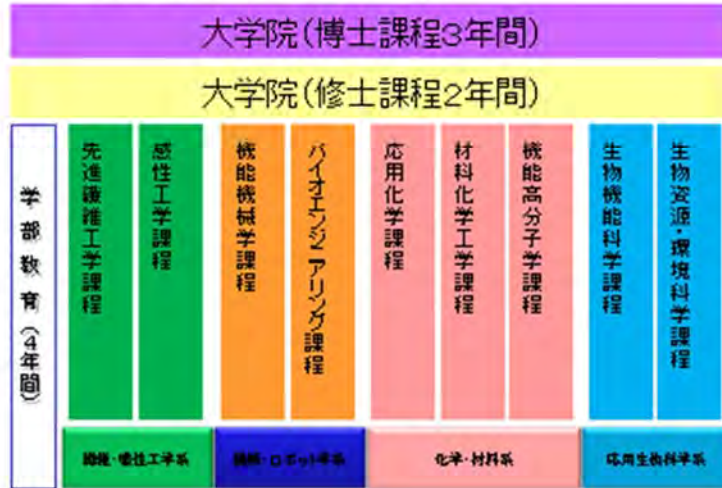 大学院(博士課程3年間)
大学院(修士課程2年間)
学部教育(4年間)
先進繊維工学課程
感性工学課程
機能機械学課程
バイオエンジニアリング課程
応用化学課程
材料化学工学課程
機能高分子学課程
生物機能科学課程
生物資源・環境科学課程
繊維・感性工学系
機械・ロボット学系
化学・材料系
応用生物科学系